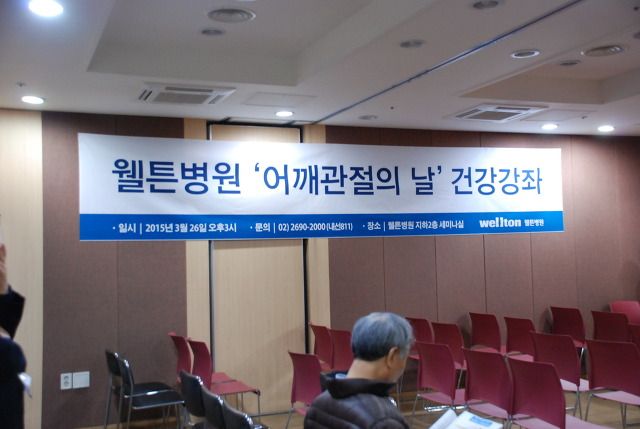 웰튼병원 '어깨관절의 날' 건강강좌
· 일시 | 2015년 3월 26일 오후3시 · 문의 | 02) 2690-2000 (내선811) · 장소 | 웰튼병원 지하2층 세미나실 wellton 웰튼병원